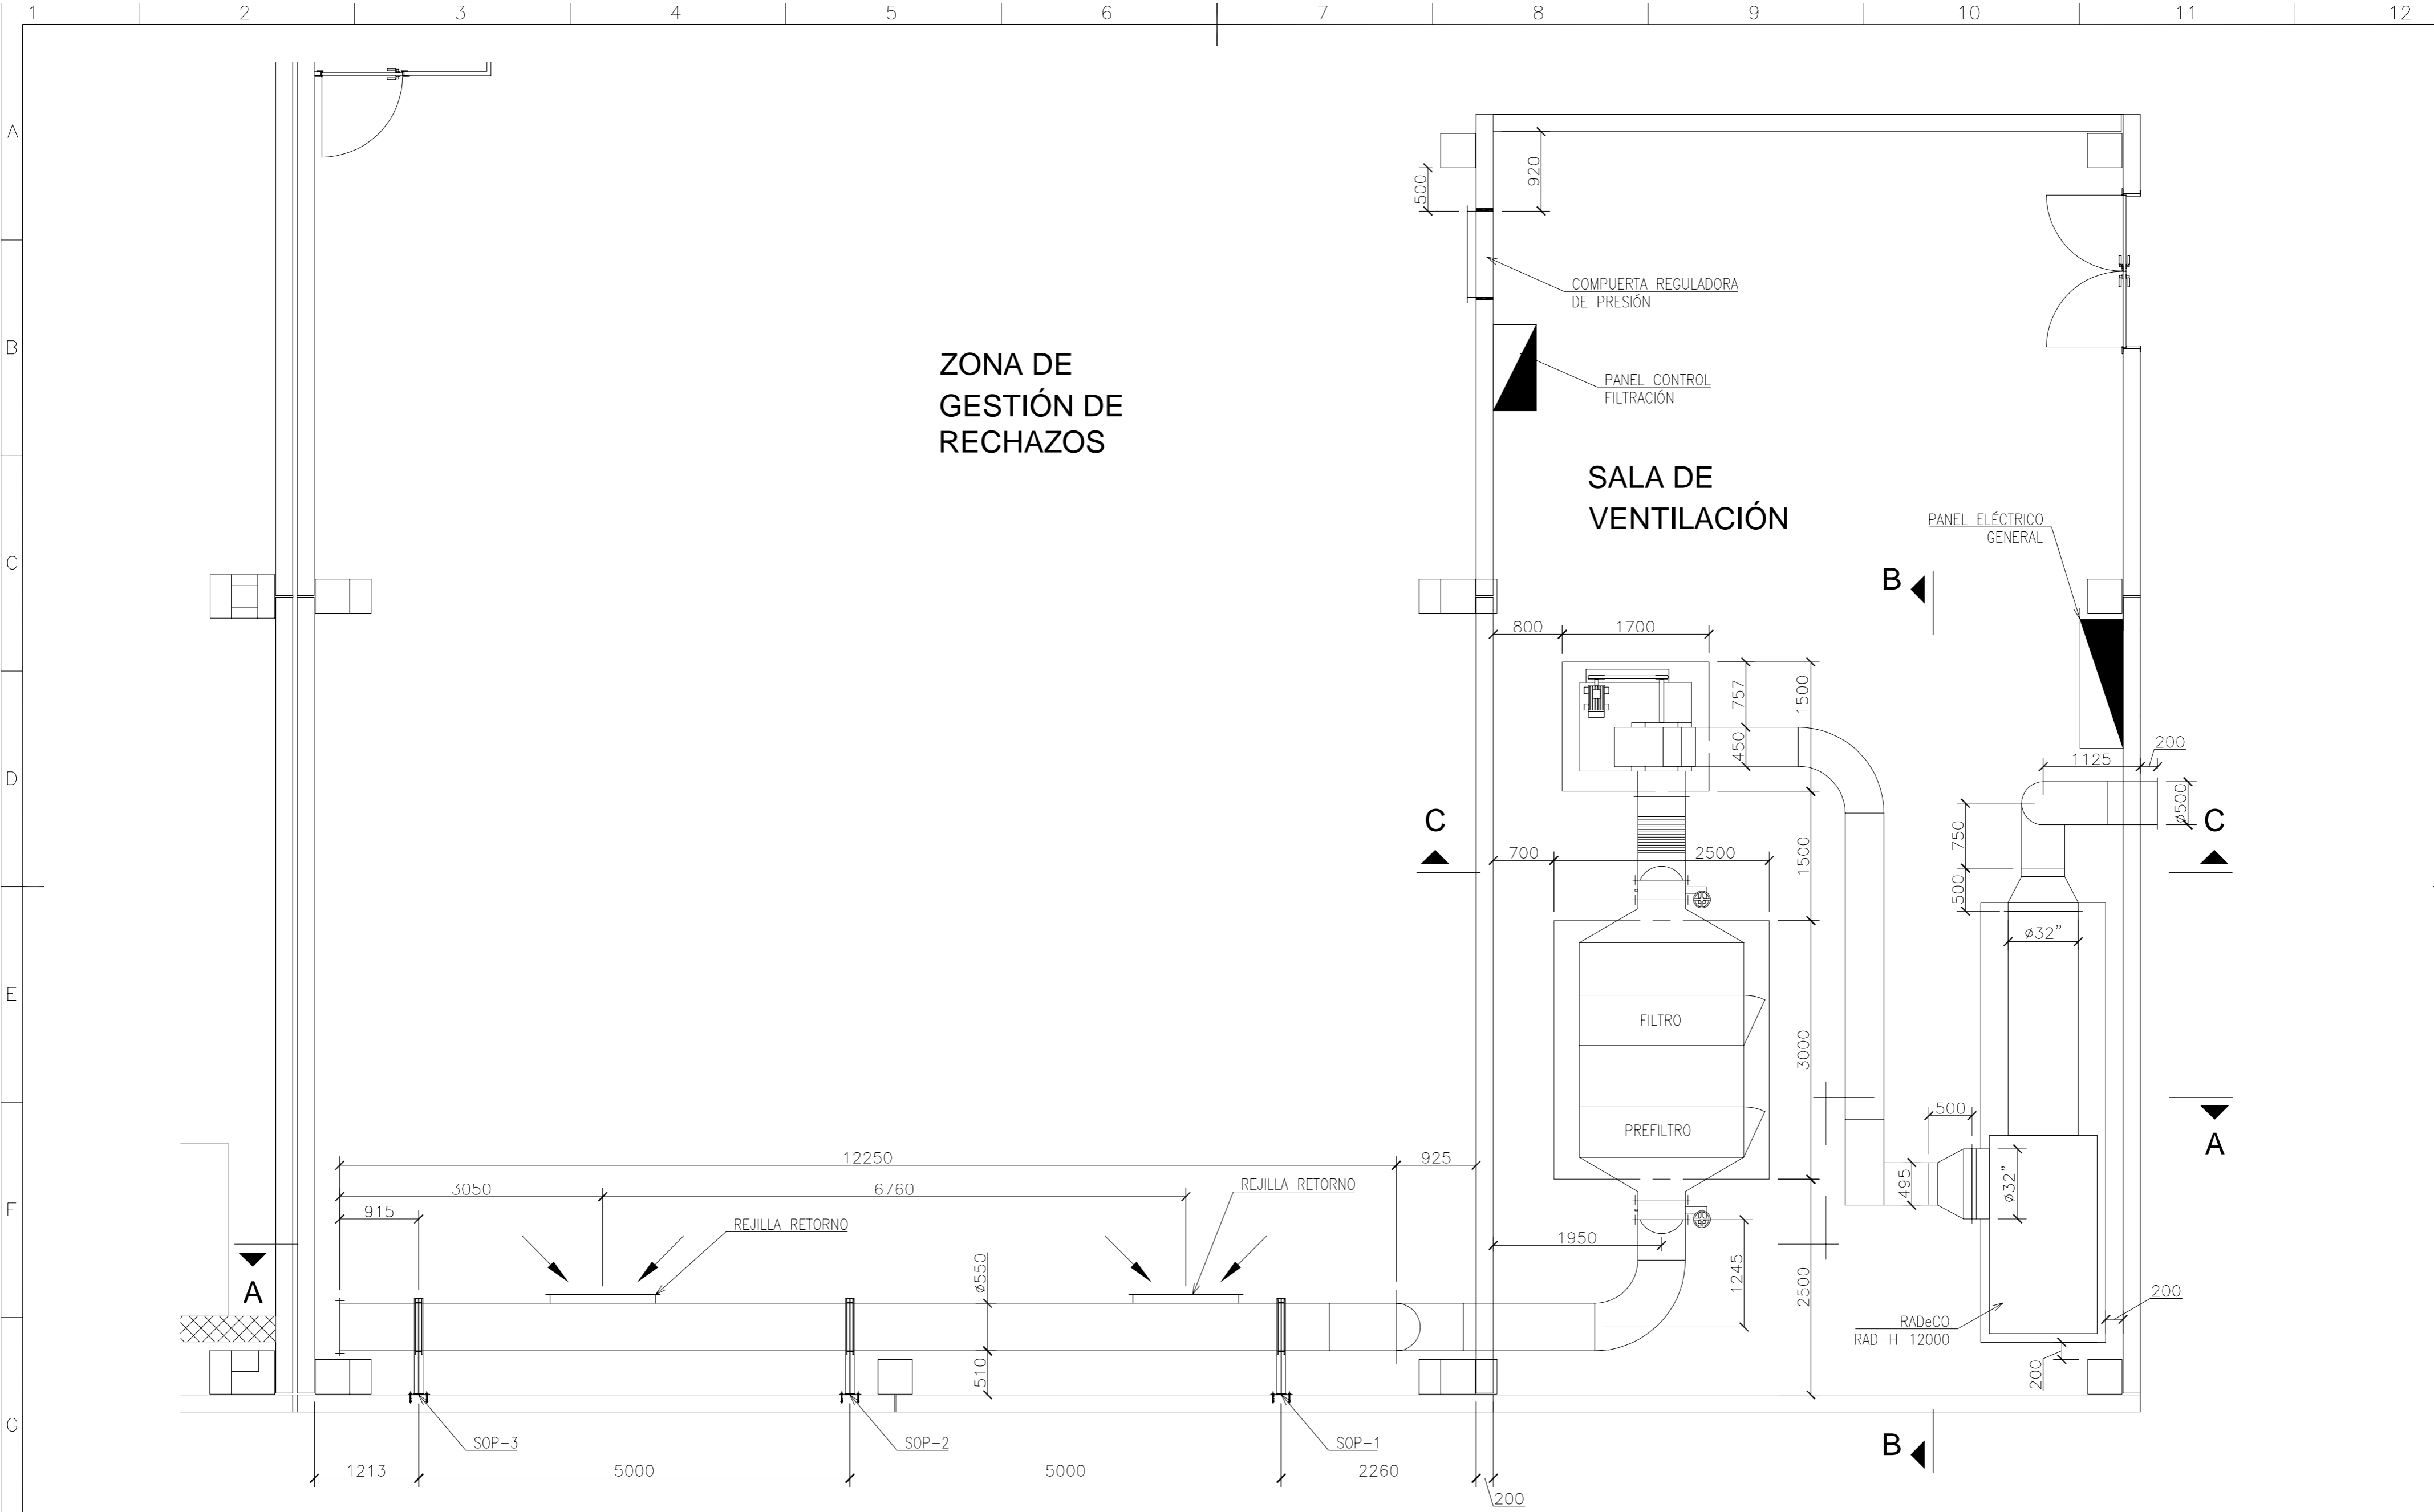 1 2 3 4 5 6 7 8 9 10 11 12
A
B
C
D
E
F
G
500
920
COMPUERTA REGULADORA
DE PRESIÓN
ZONA DE
GESTIÓN DE
RECHAZOS
PANEL CONTROL
FILTRACIÓN
SALA DE
VENTILACIÓN
PANEL ELÉCTRICO
GENERAL
B
800
1700
757
1500
450
1125
200
ø500
C
C
750
700
2500
1500
500
ø32"
FILTRO
3000
500
PREFILTRO
A
12250
925
495
ø32"
3050
6760
REJILLA RETORNO
915
REJILLA RETORNO
1950
ø550
1245
2500
A
200
RADeCO
RAD-H-12000
510
200
SOP-3
SOP-2
SOP-1
B
1213
5000
5000
2260
200